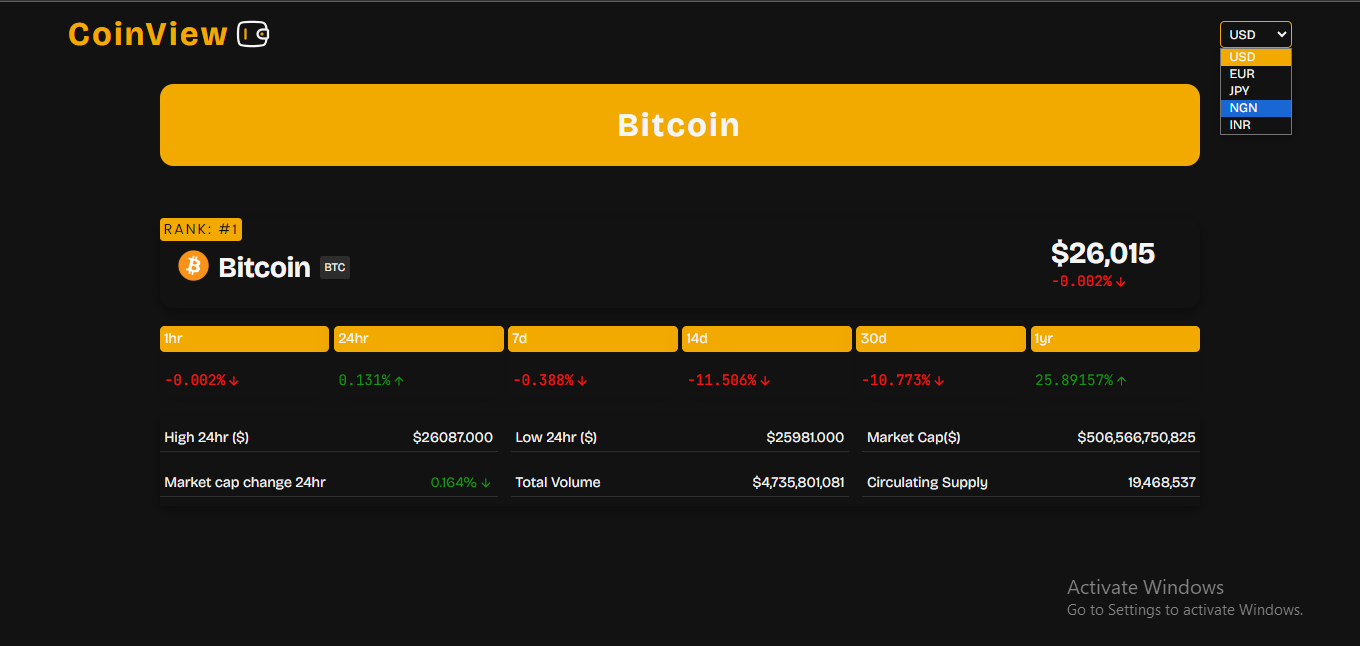 CoinView
USD
USD
EUR
JPY
NGN
INR
Bitcoin
RANK: #1
Bitcoin BTC
$26,015
-0.002%↓
1hr 24hr 7d 14d 30d 1yr
-0.002%↓ 0.131%↑ -0.388%↓ -11.506%↓ -10.773%↓ 25.89157%↑
High 24hr ($) $26087.000 Low 24hr ($) $25981.000 Market Cap($) $506,566,750,825
Market cap change 24hr 0.164% ↓ Total Volume $4,735,801,081 Circulating Supply 19,468,537
Activate Windows
Go to Settings to activate Windows.